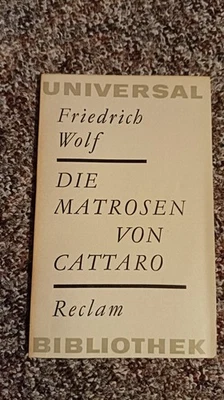 UNIVERSAL
Friedrich
Wolf
DIE
MATROSEN
VON
CATTARO
Reclam
BIBLIOTHEK